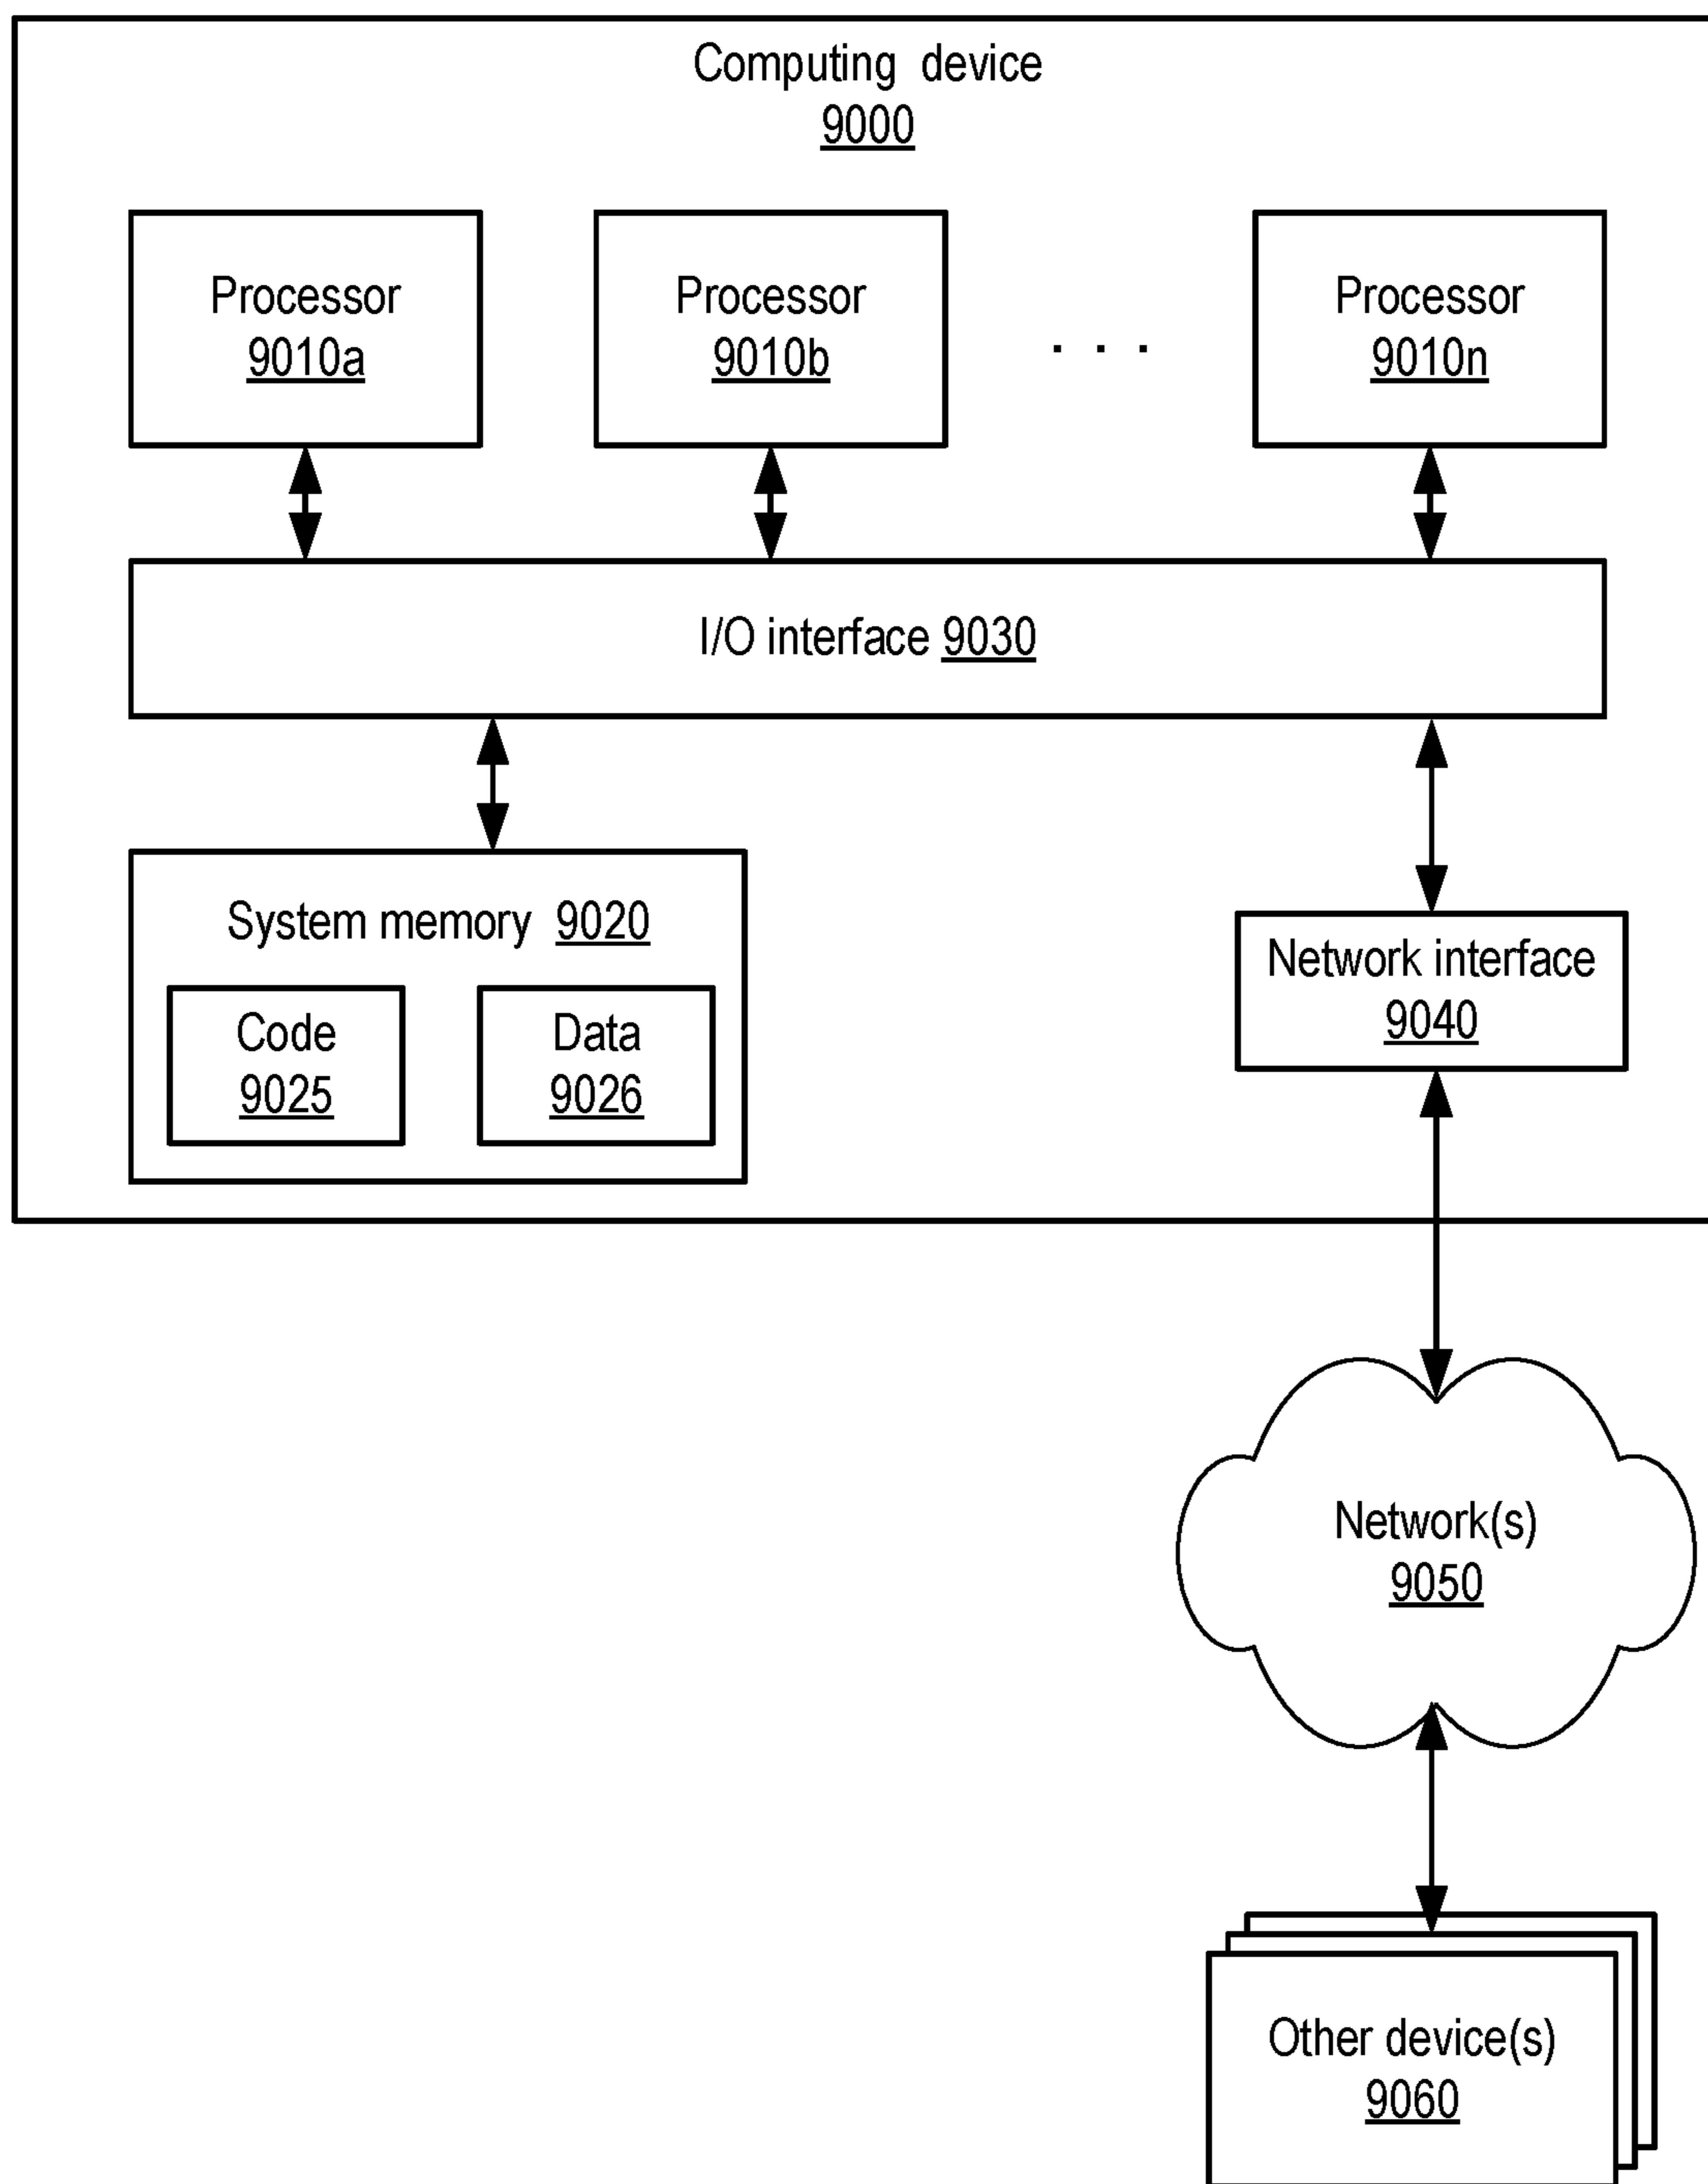 Computing device
9000
Processor
9010a
Processor
9010b
. . .
Processor
9010n
I/O interface 9030
System memory 9020
Code
9025
Data
9026
Network interface
9040
Network(s)
9050
Other device(s)
9060